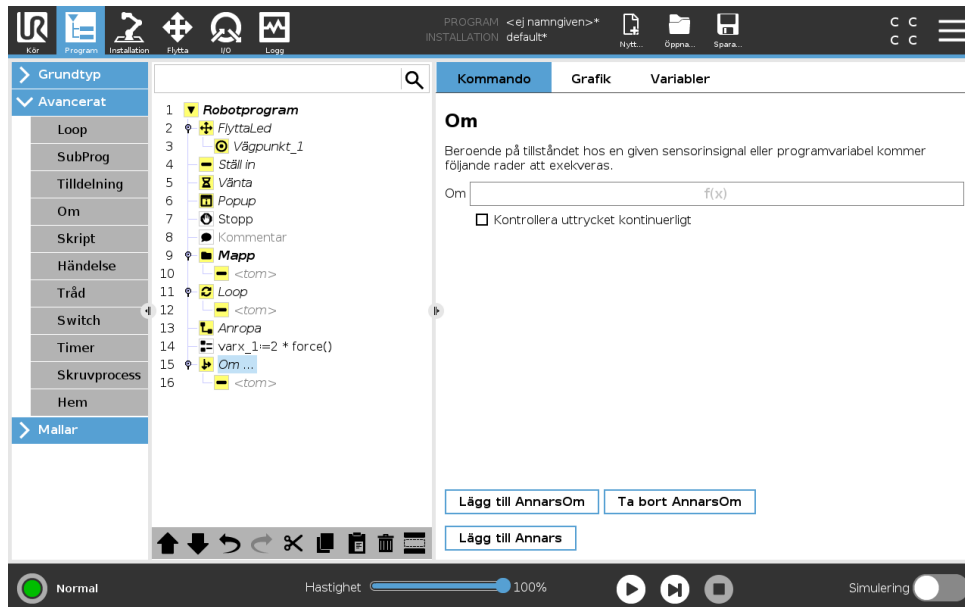 PROGRAM <ej namngiven>*
INSTALLATION default*
Kör Program Installation Flytta I/O Logg Nytt... Öppna... Spara...
C C
C C
Grundtyp
Avancerat
Loop
SubProg
Tilldelning
Om
Skript
Händelse
Tråd
Switch
Timer
Skruvprocess
Hem
Mallar
1 Robotprogram
2 FlyttaLed
3 Vägpunkt_1
4 Ställ in
5 Vänta
6 Popup
7 Stopp
8 Kommentar
9 Mapp
10 <tom>
11 Loop
12 <tom>
13 Anropa
14 varx_1:=2 * force()
15 Om ...
16 <tom>
Kommando Grafik Variabler
Om
Beroende på tillståndet hos en given sensorinsignal eller programvariabel kommer
följande rader att exekveras.
Om f(x)
Kontrollera uttrycket kontinuerligt
Lägg till AnnarsOm Ta bort AnnarsOm
Lägg till Annars
Normal Hastighet 100% Simulering